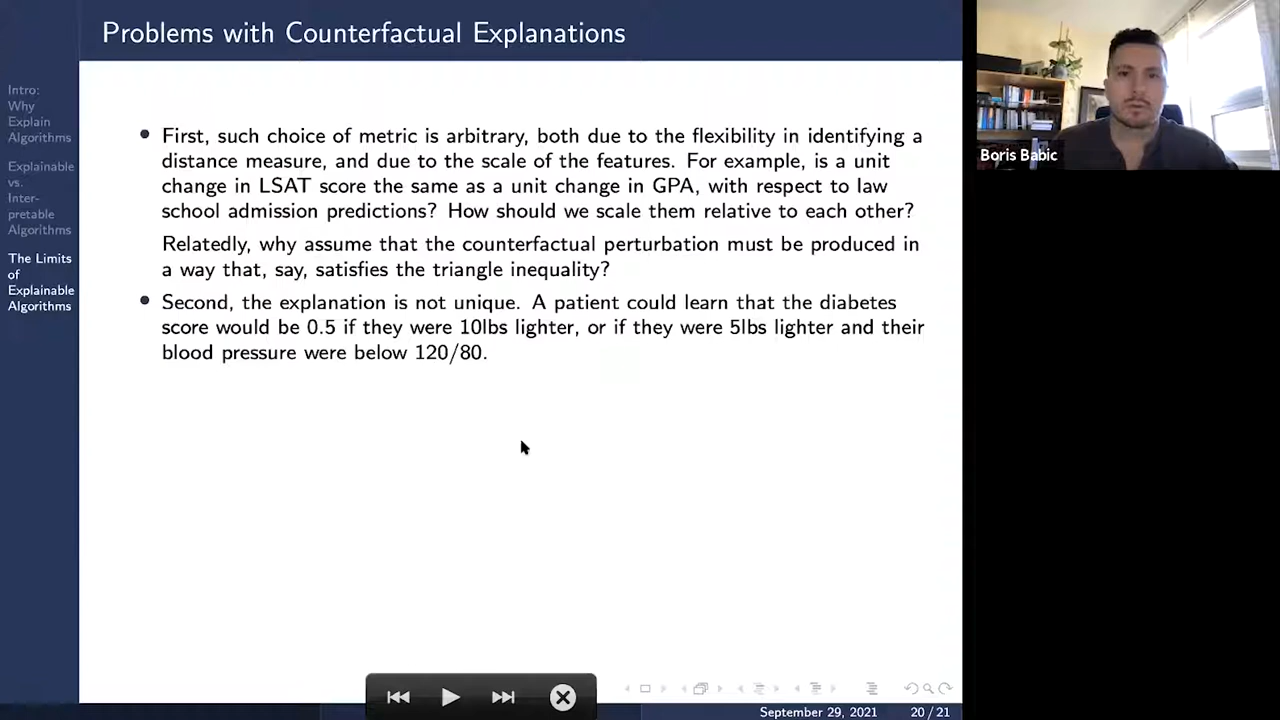 Problems with Counterfactual Explanations
Intro:
Why
Explain
Algorithms
Explainable
vs.
Inter-
pretable
Algorithms
The Limits
of
Explainable
Algorithms
• First, such choice of metric is arbitrary, both due to the flexibility in identifying a
distance measure, and due to the scale of the features. For example, is a unit
change in LSAT score the same as a unit change in GPA, with respect to law
school admission predictions? How should we scale them relative to each other?
Relatedly, why assume that the counterfactual perturbation must be produced in
a way that, say, satisfies the triangle inequality?
• Second, the explanation is not unique. A patient could learn that the diabetes
score would be 0.5 if they were 10lbs lighter, or if they were 5lbs lighter and their
blood pressure were below 120/80.
Boris Babic
September 29, 2021
20 / 21